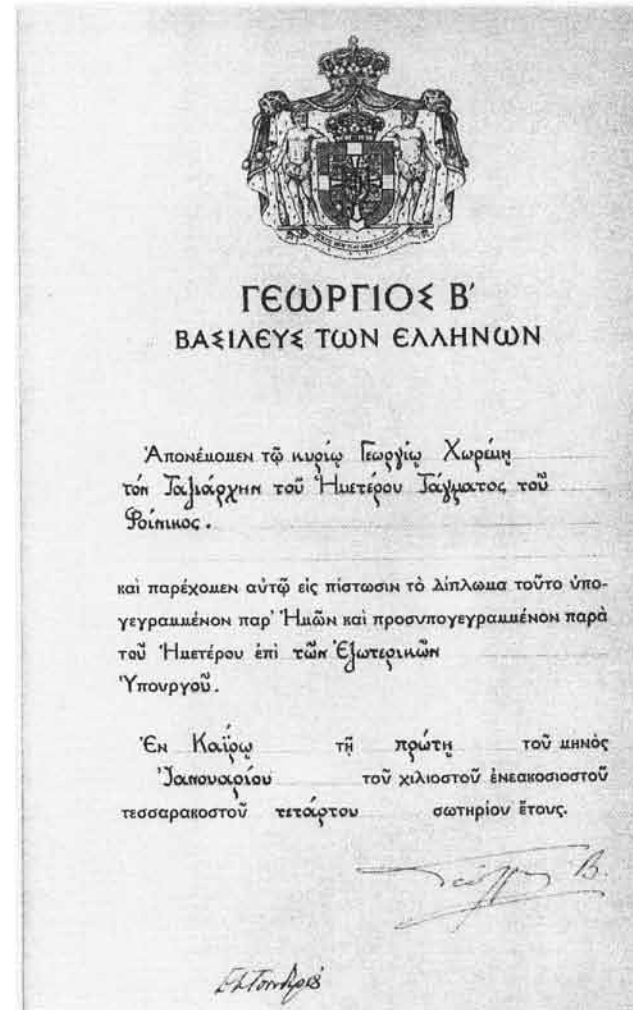 ΓΕΩΡΓΙΟΣ Β'
ΒΑΣΙΛΕΥΣ ΤΩΝ ΕΛΛΗΝΩΝ
Ἀπονέμομεν τῷ κυρίῳ Γεωργίῳ Χωρέμη
τόν Ταξιάρχην τοῦ Ἡμετέρου Τάγματος τοῦ
Φοίνικος.
καὶ παρέχομεν αὐτῷ εἰς πίστωσιν τὸ Δίπλωμα τοῦτο ὑπο-
γεγραμμένον παρ' Ἡμῶν καὶ προσυπογεγραμμένον παρὰ
τοῦ Ἡμετέρου ἐπὶ τῶν Ἐξωτερικῶν
Ὑπουργοῦ.
Ἐν Καΐρῳ τῇ πρώτῃ τοῦ μηνὸς
Ἰανουαρίου τοῦ χιλιοστοῦ ἐνεακοσιοστοῦ
τεσσαρακοστοῦ τετάρτου σωτηρίου ἔτους.
Γεώργιος Β.